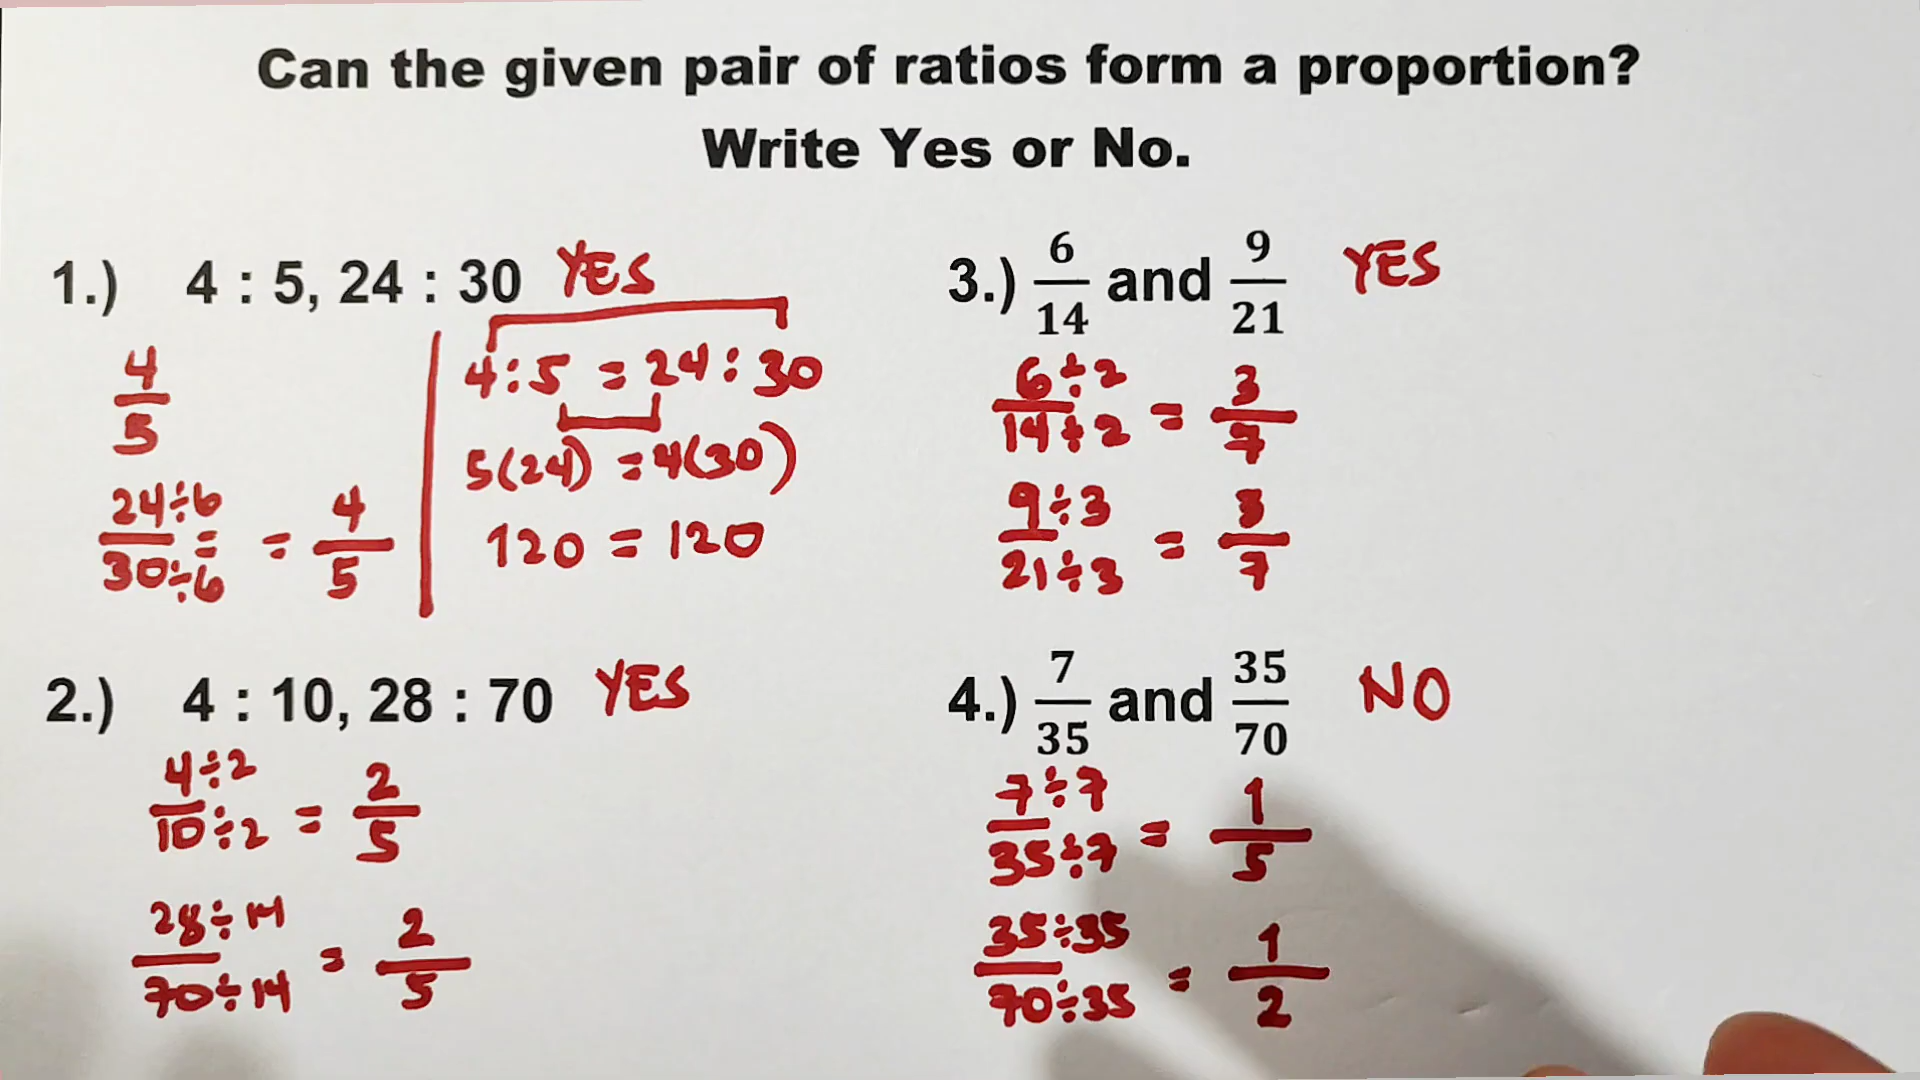 Can the given pair of ratios form a proportion?
Write Yes or No.
1.) 4 : 5, 24 : 30 YES
4/5
24÷6/30÷6 = = 4/5
4:5 = 24:30
5(24) = 4(30)
120 = 120
2.) 4 : 10, 28 : 70 YES
4÷2/10÷2 = 2/5
28÷14/70÷14 = 2/5
3.) 6/14 and 9/21 YES
6÷2/14÷2 = 3/7
9÷3/21÷3 = 3/7
4.) 7/35 and 35/70 NO
7÷7/35÷7 = 1/5
35÷35/70÷35 = 1/2